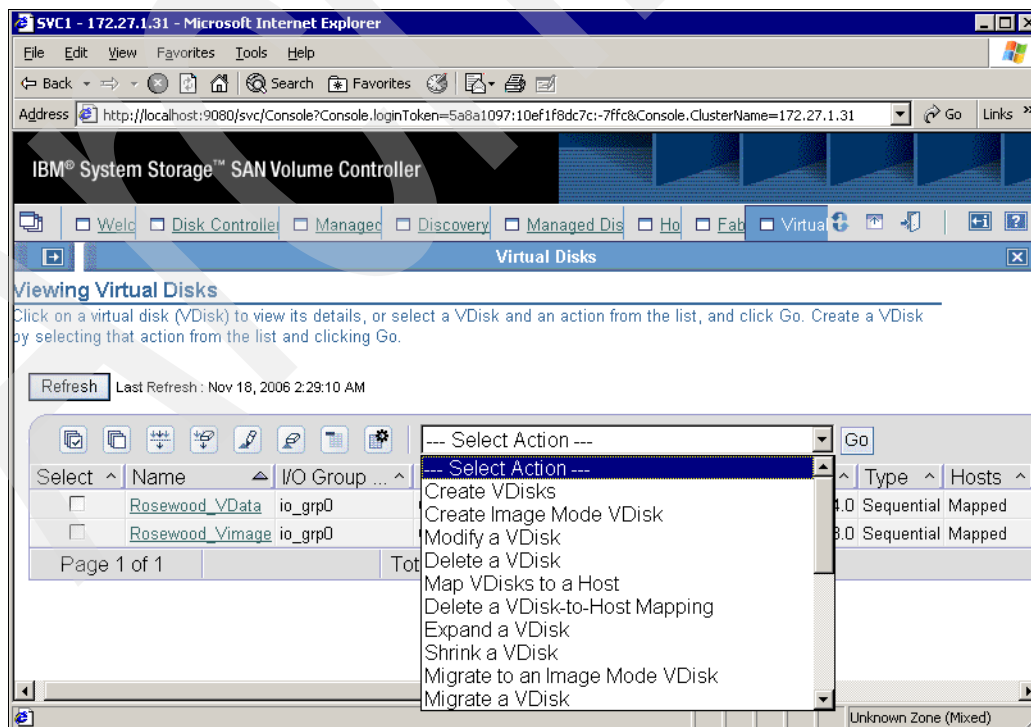 SVC1 - 172.27.1.31 - Microsoft Internet Explorer
File Edit View Favorites Tools Help
Back Search Favorites
Address http://localhost:9080/svc/Console?Console.loginToken=5a8a1097:10ef1f8dc7c:-7ffc&Console.ClusterName=172.27.1.31 Go Links »
IBM® System Storage™ SAN Volume Controller
Welc Disk Controller Managed Discovery Managed Dis Ho Fab Virtual
Virtual Disks
Viewing Virtual Disks
Click on a virtual disk (VDisk) to view its details, or select a VDisk and an action from the list, and click Go. Create a VDisk
by selecting that action from the list and clicking Go.
Refresh Last Refresh : Nov 18, 2006 2:29:10 AM
--- Select Action --- Go
Select Name I/O Group ... Type Hosts
Rosewood_VData io_grp0 4.0 Sequential Mapped
Rosewood_Vimage io_grp0 8.0 Sequential Mapped
Page 1 of 1 Tot
--- Select Action ---
Create VDisks
Create Image Mode VDisk
Modify a VDisk
Delete a VDisk
Map VDisks to a Host
Delete a VDisk-to-Host Mapping
Expand a VDisk
Shrink a VDisk
Migrate to an Image Mode VDisk
Migrate a VDisk
Unknown Zone (Mixed)